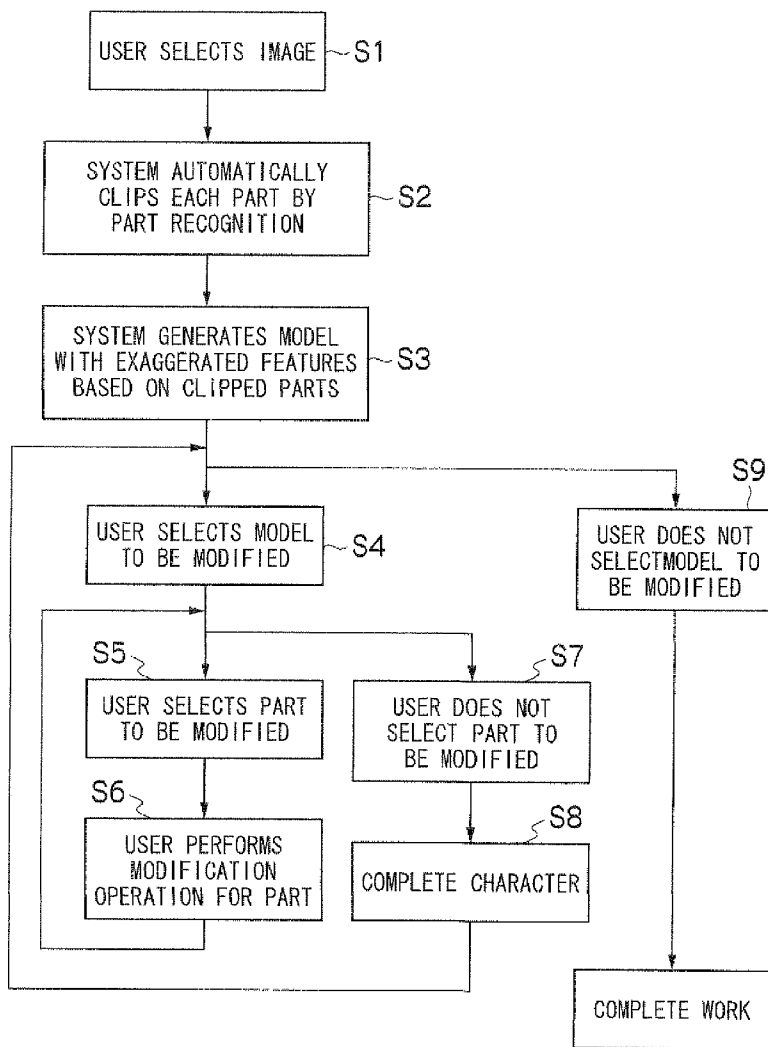 USER SELECTS IMAGE
S1
SYSTEM AUTOMATICALLY
CLIPS EACH PART BY
PART RECOGNITION
S2
SYSTEM GENERATES MODEL
WITH EXAGGERATED FEATURES
BASED ON CLIPPED PARTS
S3
USER SELECTS MODEL
TO BE MODIFIED
S4
S9
USER DOES NOT
SELECTMODEL TO
BE MODIFIED
S5
USER SELECTS PART
TO BE MODIFIED
S7
USER DOES NOT
SELECT PART TO
BE MODIFIED
S6
USER PERFORMS
MODIFICATION
OPERATION FOR PART
S8
COMPLETE CHARACTER
COMPLETE WORK